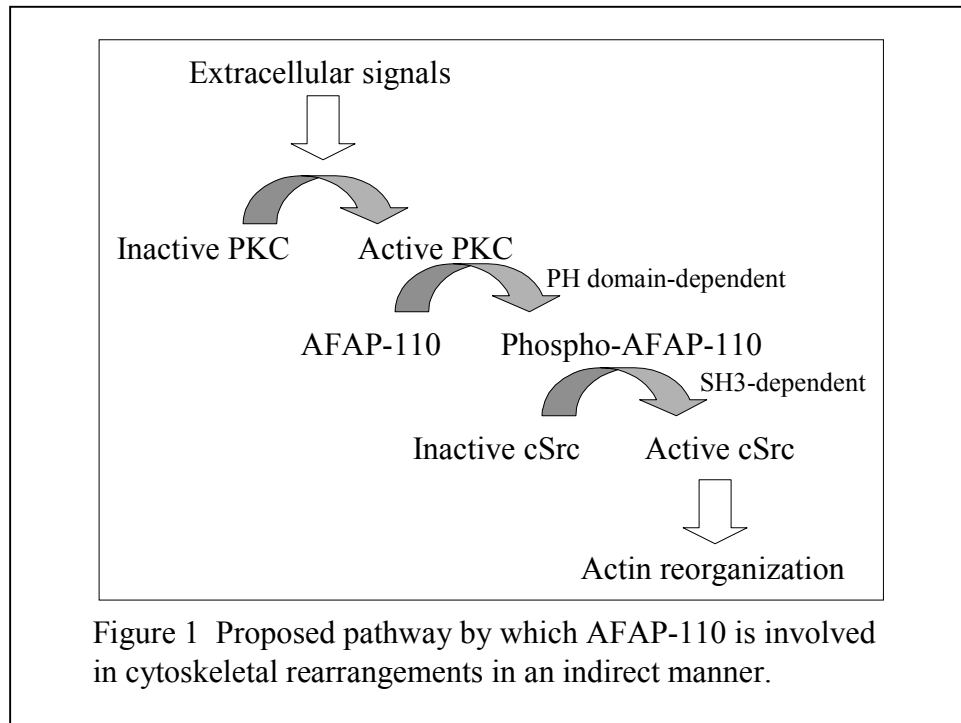 Extracellular signals
Inactive PKC Active PKC
PH domain-dependent
AFAP-110 Phospho-AFAP-110
SH3-dependent
Inactive cSrc Active cSrc
Actin reorganization
Figure 1 Proposed pathway by which AFAP-110 is involved
in cytoskeletal rearrangements in an indirect manner.